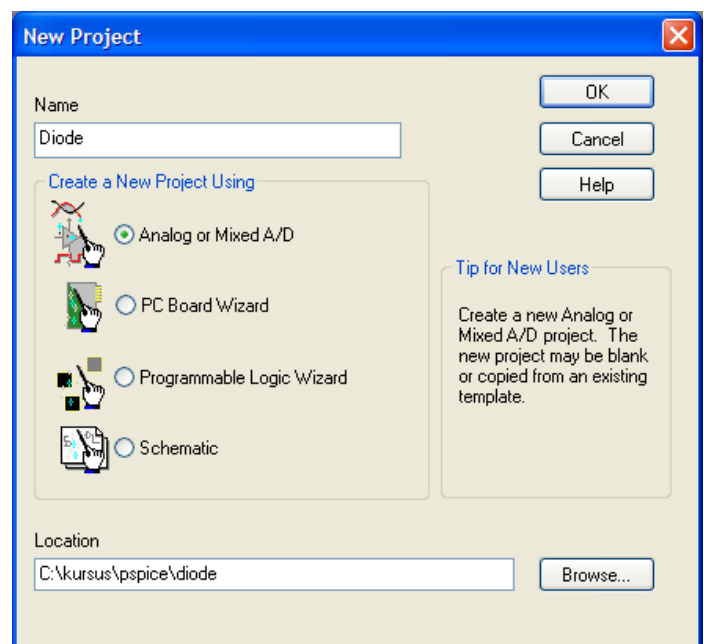 New Project
Name
Diode
OK
Cancel
Help
Create a New Project Using
Analog or Mixed A/D
PC Board Wizard
Programmable Logic Wizard
Schematic
Tip for New Users
Create a new Analog or
Mixed A/D project. The
new project may be blank
or copied from an existing
template.
Location
C:\kursus\pspice\diode
Browse...